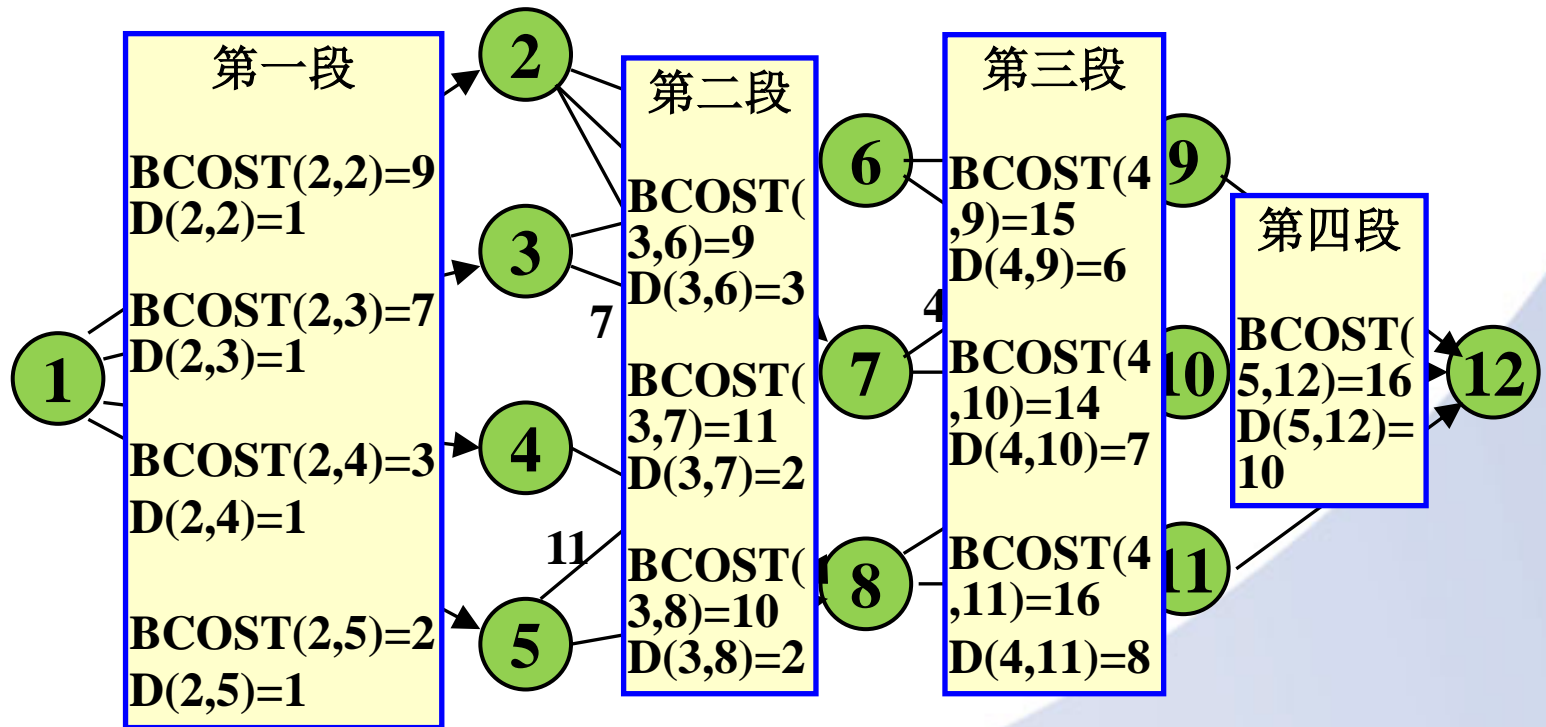 1
第一段
BCOST(2,2)=9
D(2,2)=1
BCOST(2,3)=7
D(2,3)=1
BCOST(2,4)=3
D(2,4)=1
BCOST(2,5)=2
D(2,5)=1
2
3
4
5
7
11
第二段
BCOST(
3,6)=9
D(3,6)=3
BCOST(
3,7)=11
D(3,7)=2
BCOST(
3,8)=10
D(3,8)=2
6
7
8
4
第三段
BCOST(4
,9)=15
D(4,9)=6
BCOST(4
,10)=14
D(4,10)=7
BCOST(4
,11)=16
D(4,11)=8
9
10
11
第四段
BCOST(
5,12)=16
D(5,12)=
10
12